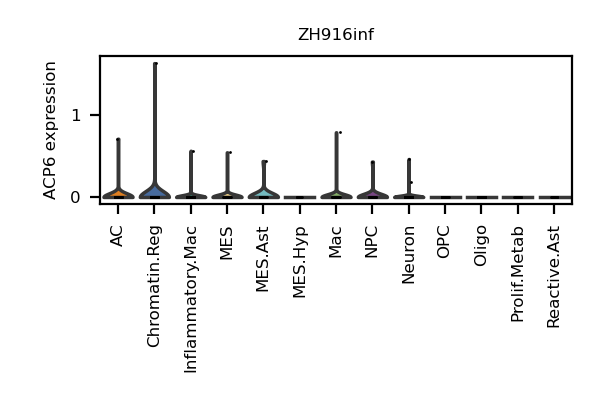 ZH916inf
ACP6 expression
1
0
AC
Chromatin.Reg
Inflammatory.Mac
MES
MES.Ast
MES.Hyp
Mac
NPC
Neuron
OPC
Oligo
Prolif.Metab
Reactive.Ast